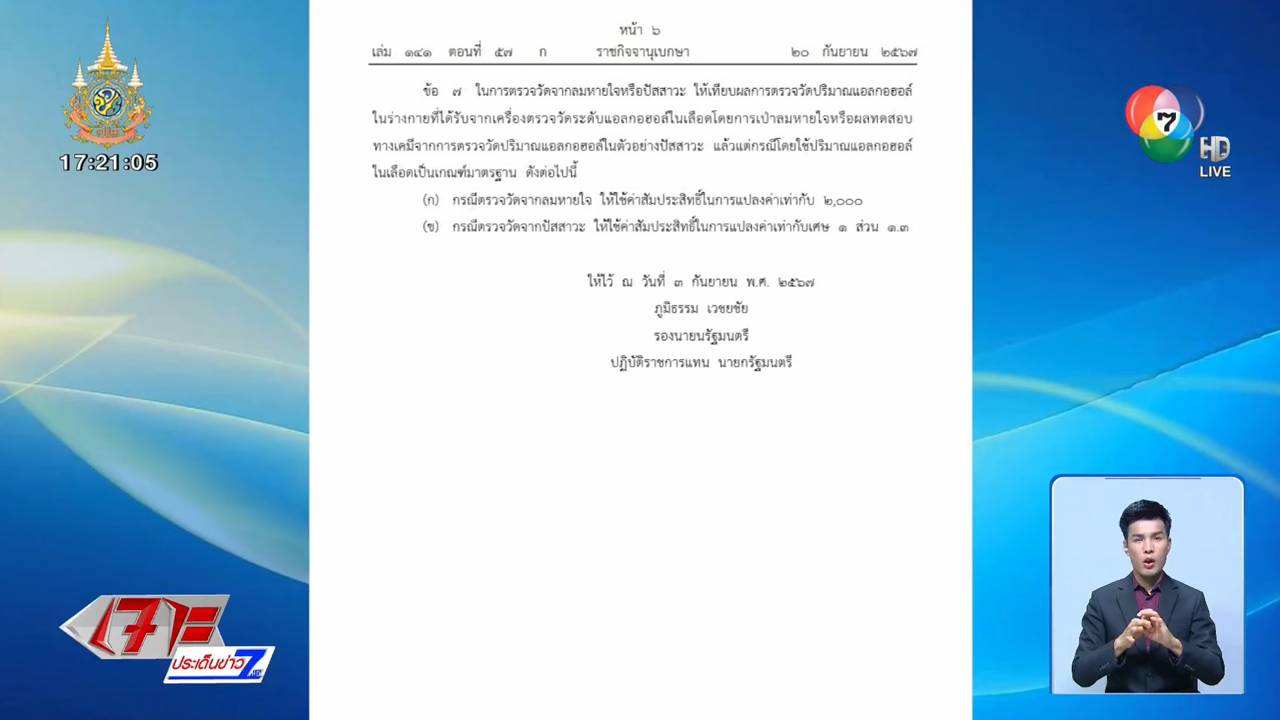 หน้า ๖
เล่ม ๑๔๑ ตอนที่ ๕๗ ก ราชกิจจานุเบกษา ๒๐ กันยายน ๒๕๖๗
ข้อ ๗ ในการตรวจวัดจากลมหายใจหรือปัสสาวะ ให้เทียบผลการตรวจวัดปริมาณแอลกอฮอล์
ในร่างกายที่ได้รับจากเครื่องตรวจวัดระดับแอลกอฮอล์ในเลือดโดยการเป่าลมหายใจหรือผลทดสอบ
ทางเคมีจากการตรวจวัดปริมาณแอลกอฮอล์ในตัวอย่างปัสสาวะ แล้วแต่กรณีโดยใช้ปริมาณแอลกอฮอล์
ในเลือดเป็นเกณฑ์มาตรฐาน ดังต่อไปนี้
(ก) กรณีตรวจวัดจากลมหายใจ ให้ใช้ค่าสัมประสิทธิ์ในการแปลงค่าเท่ากับ ๒,๐๐๐
(ข) กรณีตรวจวัดจากปัสสาวะ ให้ใช้ค่าสัมประสิทธิ์ในการแปลงค่าเท่ากับเศษ ๑ ส่วน ๑.๓
ให้ไว้ ณ วันที่ ๓ กันยายน พ.ศ. ๒๕๖๗
ภูมิธรรม เวชยชัย
รองนายนรัฐมนตรี
ปฏิบัติราชการแทน นายกรัฐมนตรี
17:21:05
7
HD
LIVE
เจาะ
ประเด็นข่าว 7HD